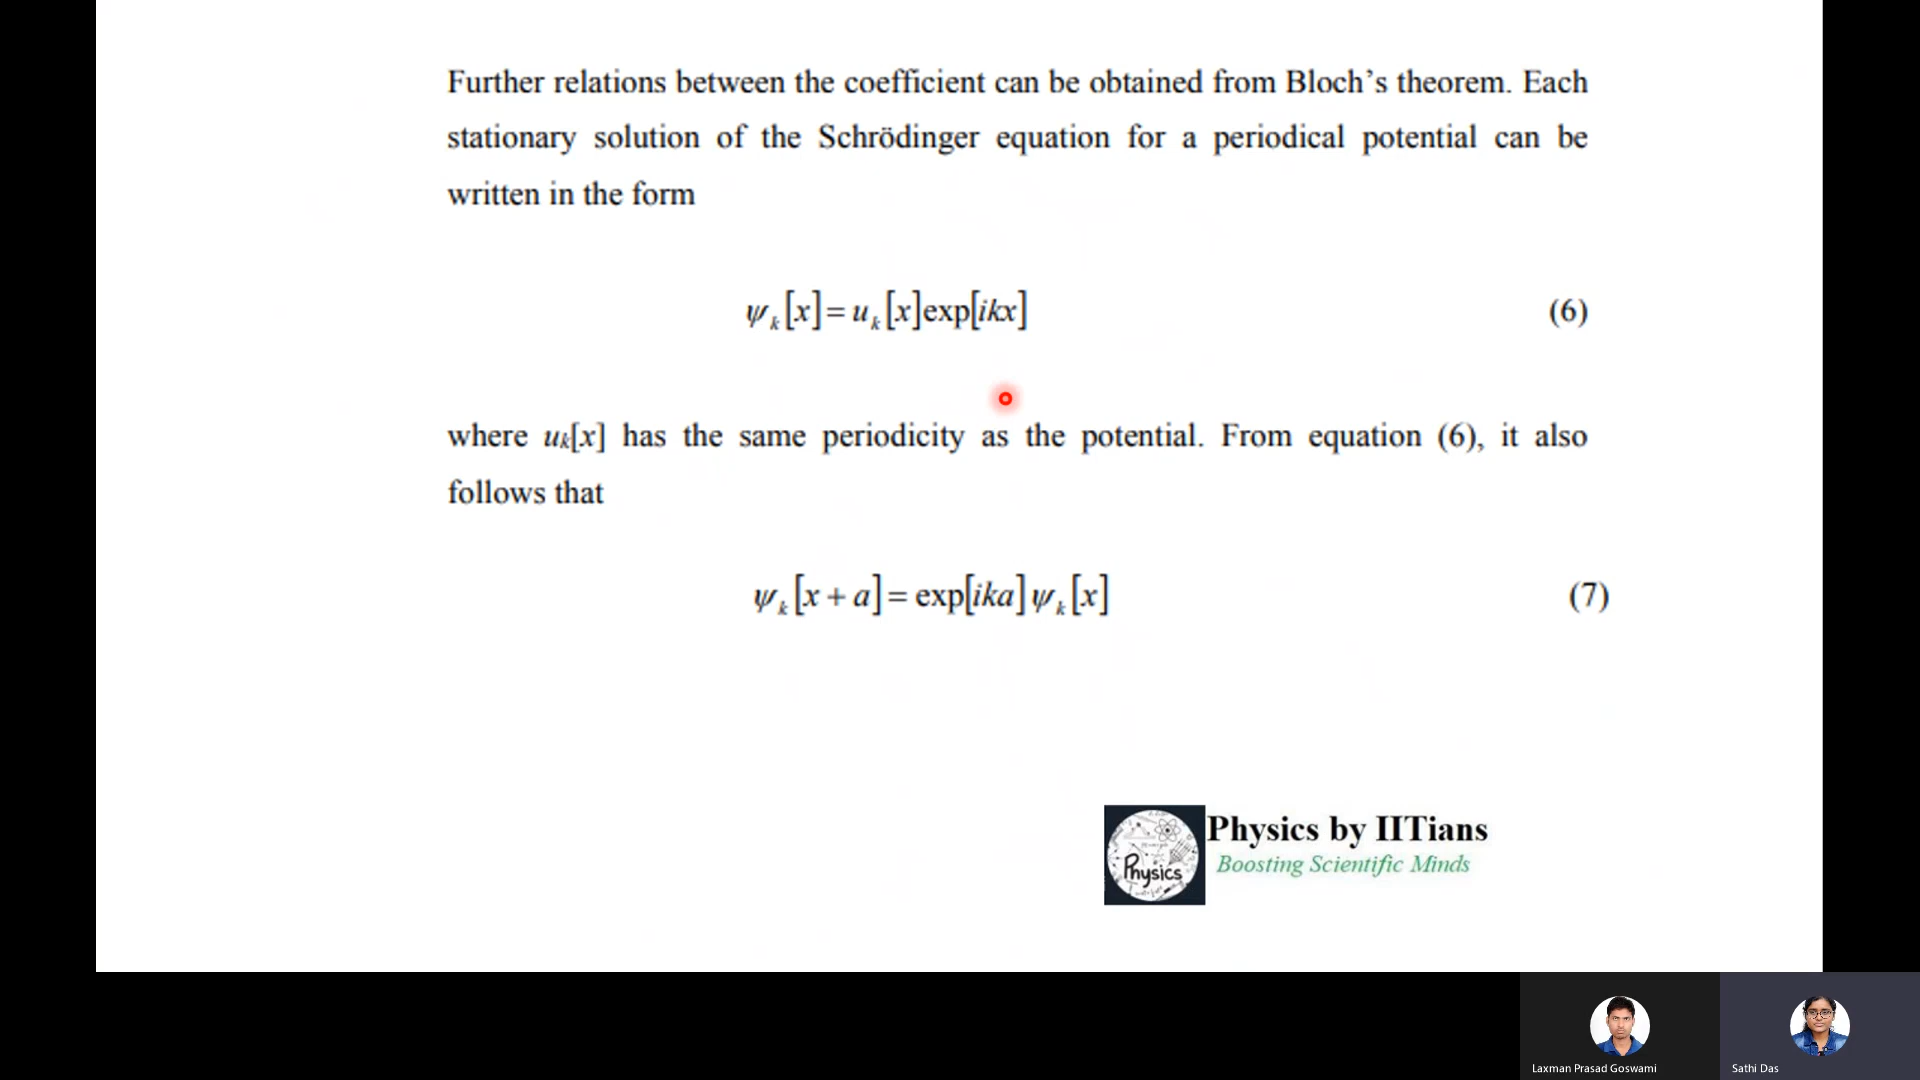 Further relations between the coefficient can be obtained from Bloch’s theorem. Each
stationary solution of the Schrödinger equation for a periodical potential can be
written in the form
ψₖ[x]= uₖ[x]exp[ikx] (6)
where uₖ[x] has the same periodicity as the potential. From equation (6), it also
follows that
ψₖ[x + a]= exp[ika]ψₖ[x] (7)
Physics
Physics by IITians
Boosting Scientific Minds
Laxman Prasad Goswami
Sathi Das